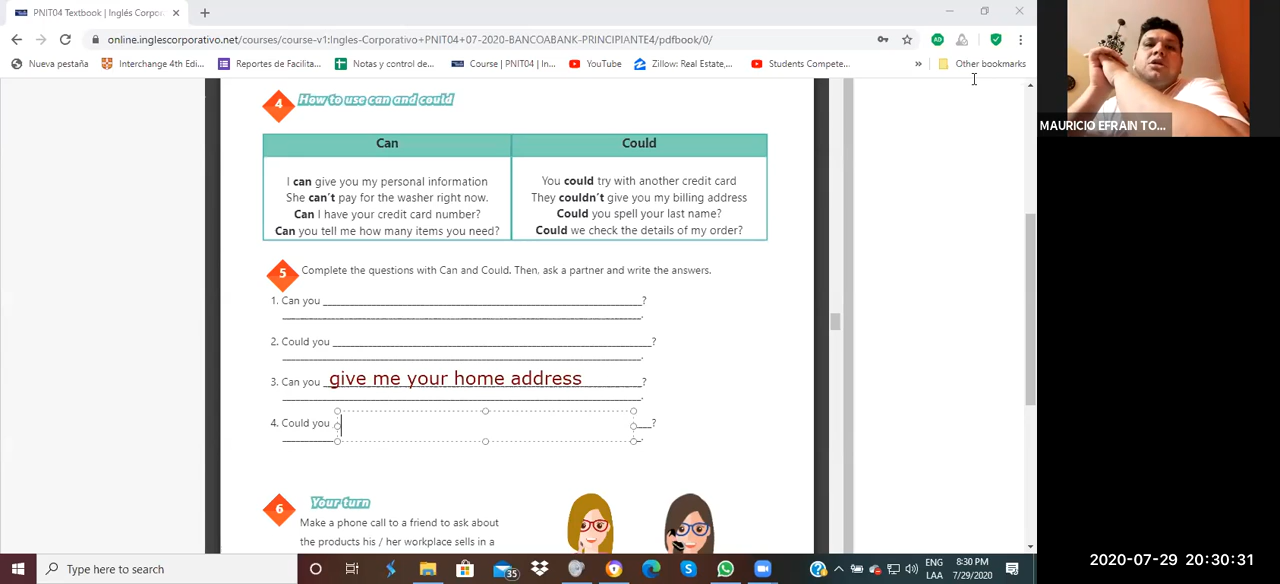 PNIT04 Textbook | Inglés Corpor
online.inglescorporativo.net/courses/course-v1:Ingles-Corporativo+PNIT04+07-2020-BANCOABANK-PRINCIPIANTE4/pdfbook/0/
Nueva pestaña
Interchange 4th Edi...
Reportes de Facilita...
Notas y control de...
Course | PNIT04 | In...
YouTube
Zillow: Real Estate,...
Students Compete...
»
Other bookmarks
MAURICIO EFRAIN TO...
4 How to use can and could
Can
Could
I can give you my personal information
She can't pay for the washer right now.
Can I have your credit card number?
Can you tell me how many items you need?
You could try with another credit card
They couldn't give you my billing address
Could you spell your last name?
Could we check the details of my order?
5 Complete the questions with Can and Could. Then, ask a partner and write the answers.
1. Can you ______?
______.
2. Could you ______?
______.
3. Can you give me your home address ?
______.
4. Could you ___?
______.
6 Your turn
Make a phone call to a friend to ask about
the products his / her workplace sells in a
Type here to search
35
ENG
LAA
8:30 PM
7/29/2020
2020-07-29 20:30:31